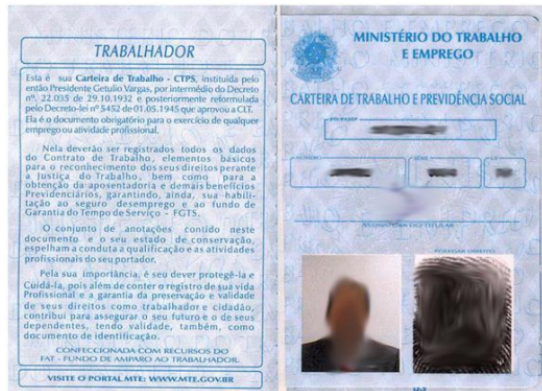 TRABALHADOR
Esta é sua Carteira de Trabalho - CTPS, instituída pelo
então Presidente Getulio Vargas, por intermédio do Decreto
nº. 22.035 de 29.10.1932 e posteriormente reformulada
pelo Decreto-lei nº 5452 de 01.05.1945 que aprovou a CLT.
Ela é o documento obrigatório para o exercício de qualquer
emprego ou atividade profissional.
Nela deverão ser registrados todos os dados
do Contrato de Trabalho, elementos básicos
para o reconhecimento dos seus direitos perante
a Justiça do Trabalho, bem como para a
obtenção da aposentadoria e demais benefícios
Previdenciários, garantindo, ainda, sua habili-
tação ao seguro desemprego e ao fundo de
Garantia do Tempo de Serviço - FGTS.
O conjunto de anotações contido neste
documento e o seu estado de conservação,
espelham a conduta a qualificação e as atividades
profissionais do seu portador.
Pela sua importância, é seu dever protegê-la e
Cuidá-la, pois além de conter o registro de sua vida
Profissional e a garantia da preservação e validade
de seus direitos como trabalhador e cidadão,
contribui para assegurar o seu futuro e o de seus
dependentes, tendo validade, também, como
documento de identificação.
CONFECCIONADA COM RECURSOS DO
FAT - FUNDO DE AMPARO AO TRABALHADOR.
VISITE O PORTAL MTE: WWW.MTE.GOV.BR
MINISTÉRIO DO TRABALHO
E EMPREGO
CARTEIRA DE TRABALHO E PREVIDÊNCIA SOCIAL
ASSINATURA DO TITULAR
POLEGAR DIREITO